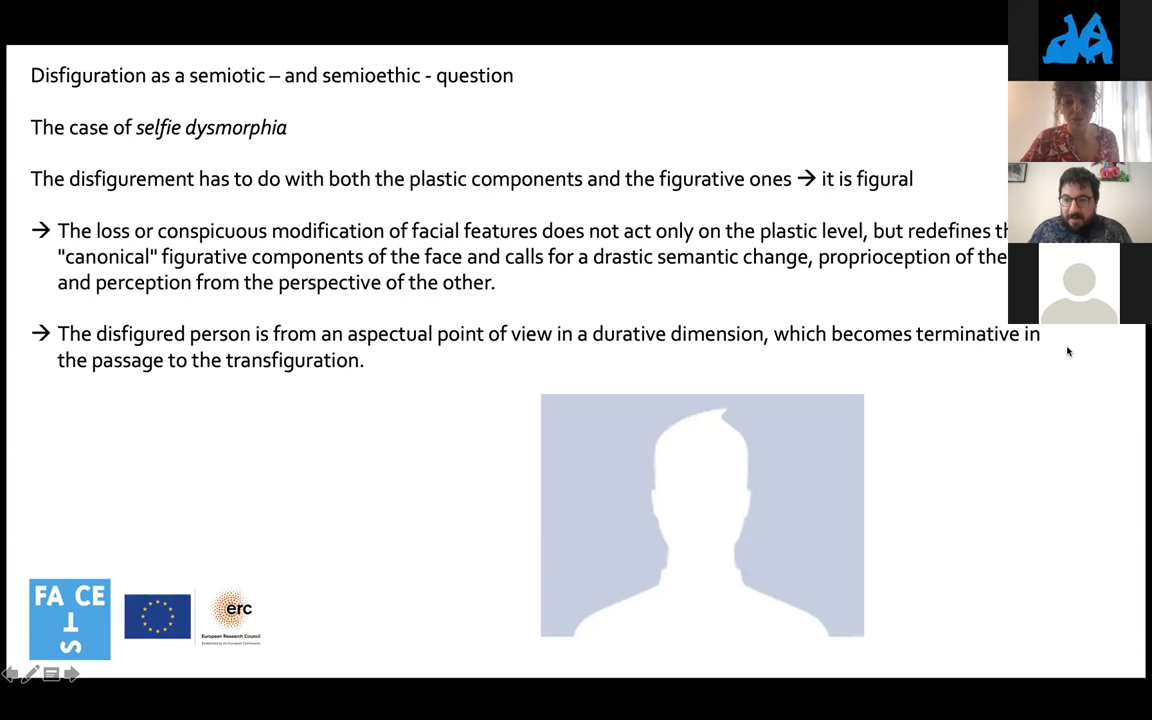 Disfiguration as a semiotic – and semioethic - question
The case of selfie dysmorphia
The disfigurement has to do with both the plastic components and the figurative ones → it is figural
→ The loss or conspicuous modification of facial features does not act only on the plastic level, but redefines
"canonical" figurative components of the face and calls for a drastic semantic change, proprioception of the
and perception from the perspective of the other.
→ The disfigured person is from an aspectual point of view in a durative dimension, which becomes terminative in
the passage to the transfiguration.
FA CE
T
S
erc
European Research Council
Established by the European Commission